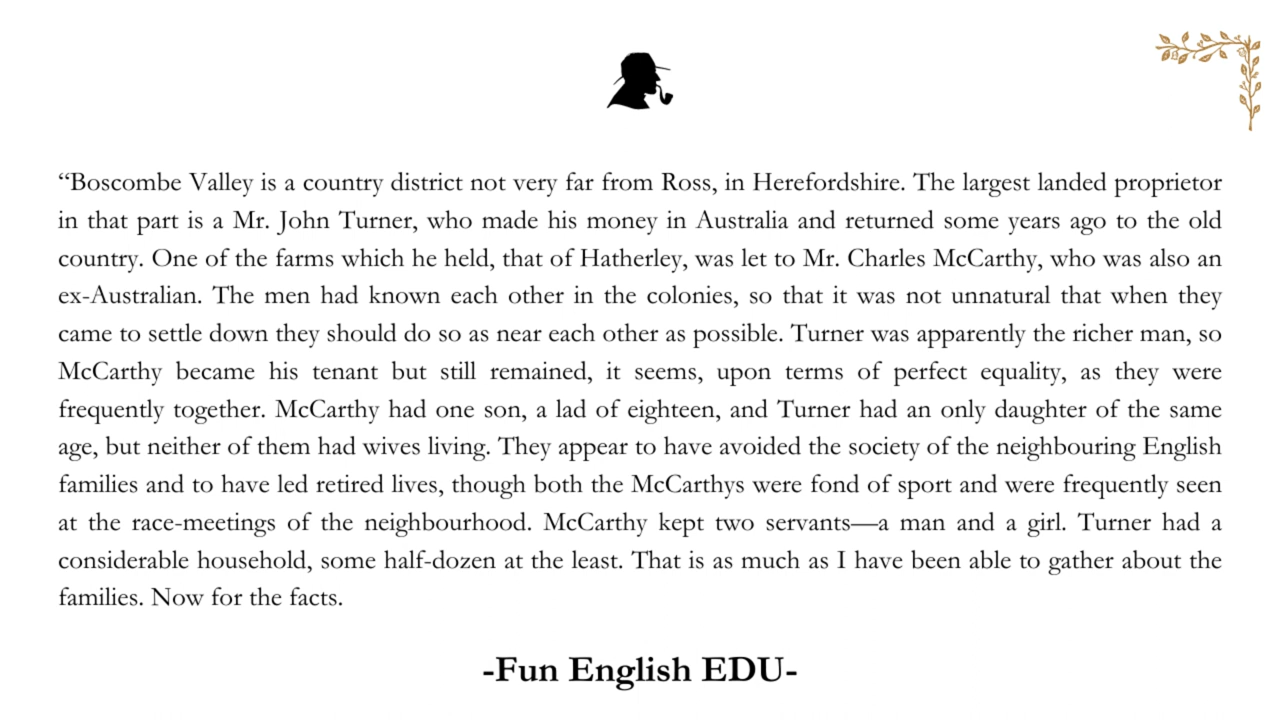 “Boscombe Valley is a country district not very far from Ross, in Herefordshire. The largest landed proprietor
in that part is a Mr. John Turner, who made his money in Australia and returned some years ago to the old
country. One of the farms which he held, that of Hatherley, was let to Mr. Charles McCarthy, who was also an
ex-Australian. The men had known each other in the colonies, so that it was not unnatural that when they
came to settle down they should do so as near each other as possible. Turner was apparently the richer man, so
McCarthy became his tenant but still remained, it seems, upon terms of perfect equality, as they were
frequently together. McCarthy had one son, a lad of eighteen, and Turner had an only daughter of the same
age, but neither of them had wives living. They appear to have avoided the society of the neighbouring English
families and to have led retired lives, though both the McCarthys were fond of sport and were frequently seen
at the race-meetings of the neighbourhood. McCarthy kept two servants—a man and a girl. Turner had a
considerable household, some half-dozen at the least. That is as much as I have been able to gather about the
families. Now for the facts.
-Fun English EDU-